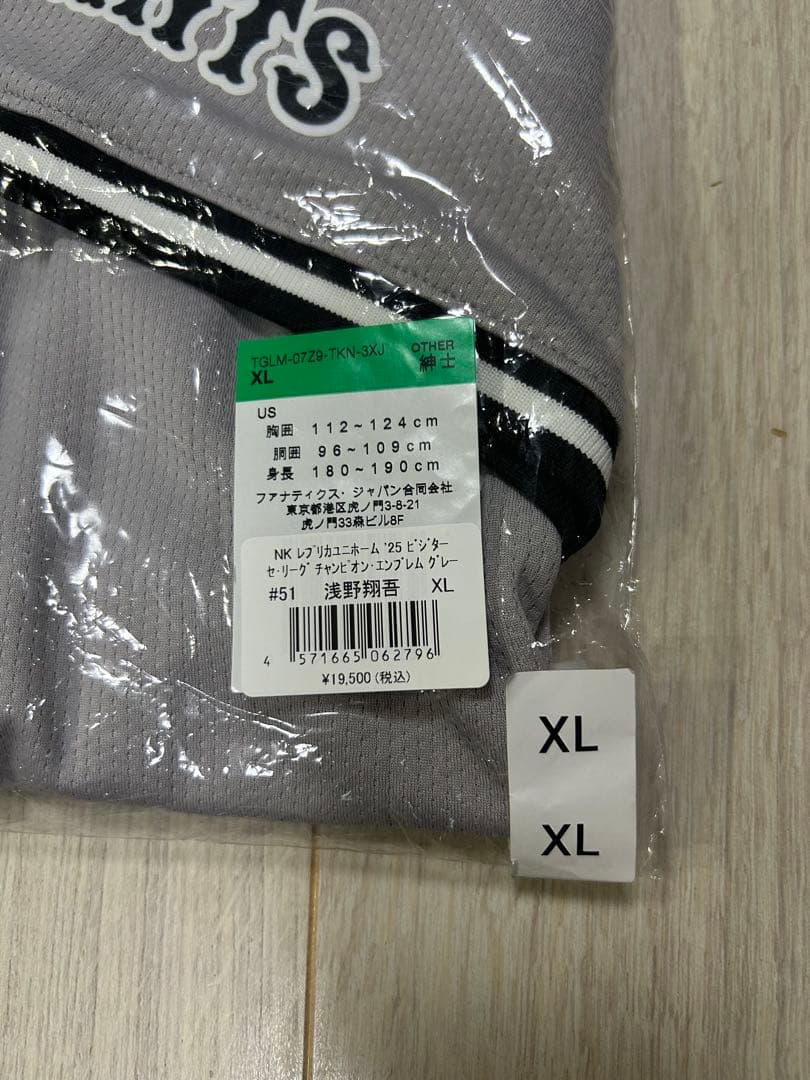 ANTS
TGLM-07Z9-TKN-3XJ OTHER
XL 紳士
US
胸囲 112~124cm
胴囲 96~109cm
身長 180~190cm
ファナティクス・ジャパン合同会社
東京都港区虎ノ門3-8-21
虎ノ門33森ビル8F
NK レプリカユニホーム '25 ビジター
セ・リーグ チャンピオン・エンブレム グレー
#51 浅野翔吾 XL
4 571665 062796
¥19,500(税込)
XL
XL